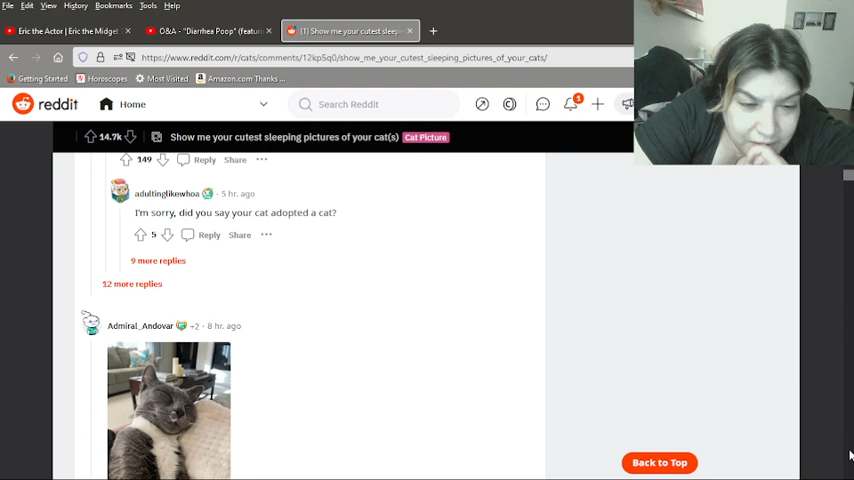 File Edit View History Bookmarks Tools Help
Eric the Actor | Eric the Midget
O&A - "Diarrhea Poop" (featur
(1) Show me your cutest sleepin
https://www.reddit.com/r/cats/comments/12kp5q0/show_me_your_cutest_sleeping_pictures_of_your_cats/
Getting Started Horoscopes Most Visited Amazon.com Thanks ...
reddit Home Search Reddit 1
14.7k Show me your cutest sleeping pictures of your cat(s) Cat Picture
149 Reply Share ...
adultinglikewhoa · 5 hr. ago
I'm sorry, did you say your cat adopted a cat?
5 Reply Share ...
9 more replies
12 more replies
Admiral_Andovar +2 · 8 hr. ago
Back to Top